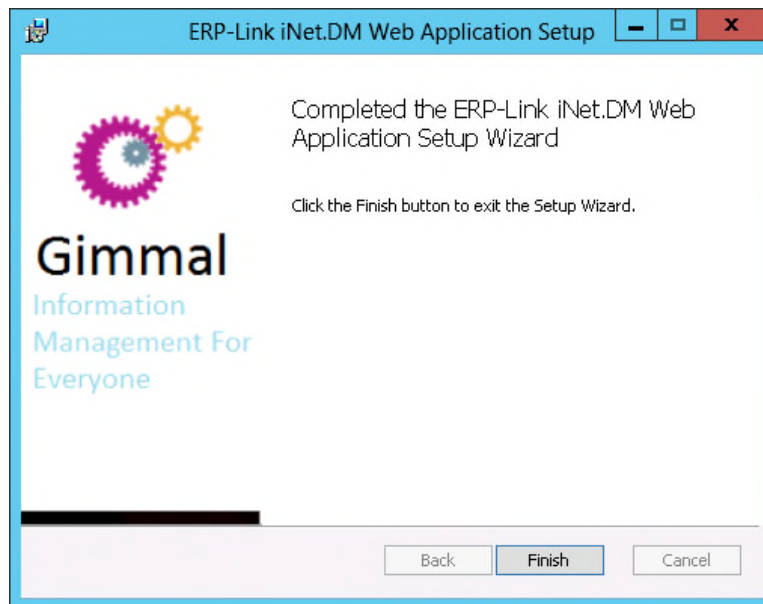 ERP-Link iNet.DM Web Application Setup
Completed the ERP-Link iNet.DM Web
Application Setup Wizard
Click the Finish button to exit the Setup Wizard.
Gimmal
Information
Management For
Everyone
Back
Finish
Cancel